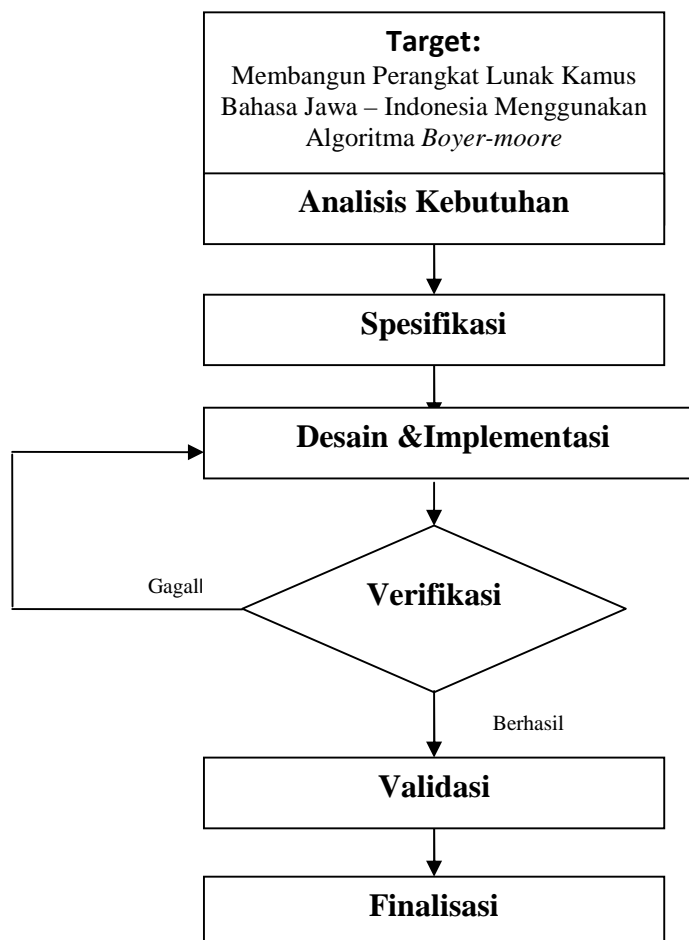 Target:
Membangun Perangkat Lunak Kamus
Bahasa Jawa – Indonesia Menggunakan
Algoritma Boyer-moore
Analisis Kebutuhan
Spesifikasi
Desain &Implementasi
Verifikasi
Gagall
Berhasil
Validasi
Finalisasi